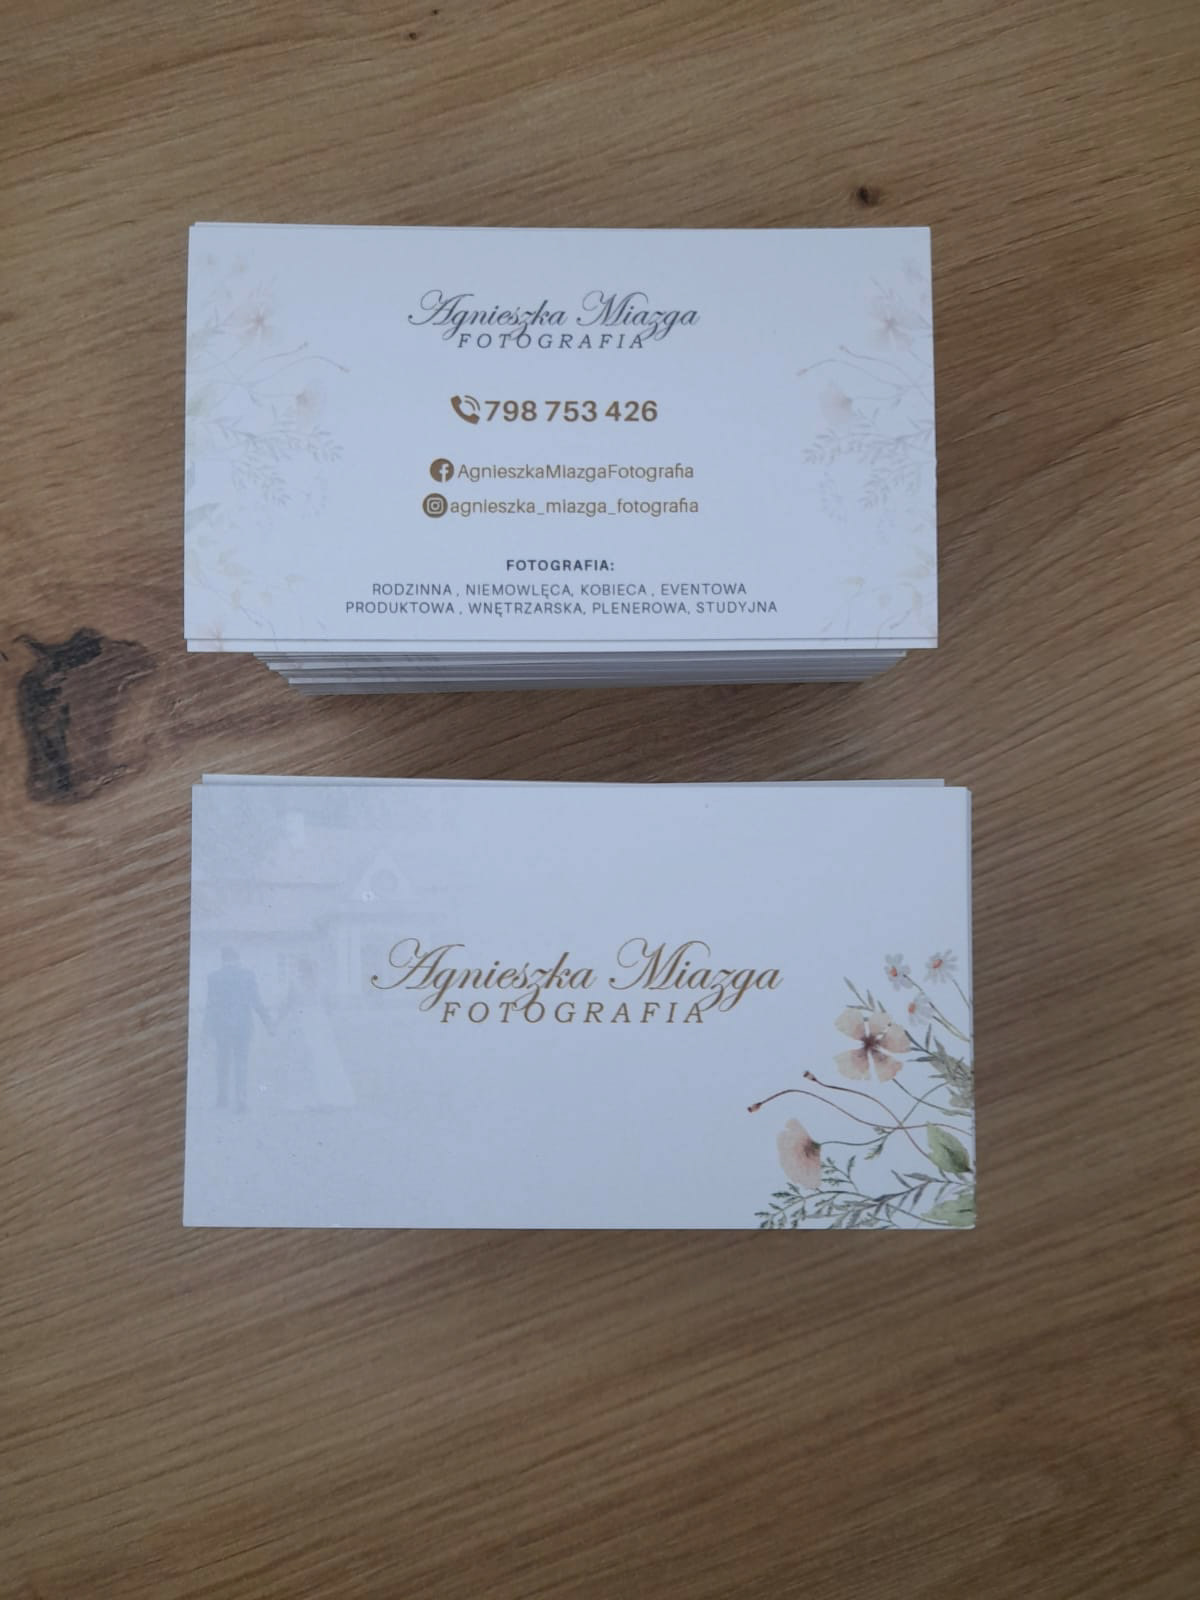 Agnieszka Miazga
FOTOGRAFIA
798 753 426
AgnieszkaMiazgaFotografia
agnieszka_miazga_fotografia
FOTOGRAFIA:
RODZINNA , NIEMOWLĘCA, KOBIECA , EVENTOWA
PRODUKTOWA , WNĘTRZARSKA, PLENEROWA, STUDYJNA
Agnieszka Miazga
FOTOGRAFIA